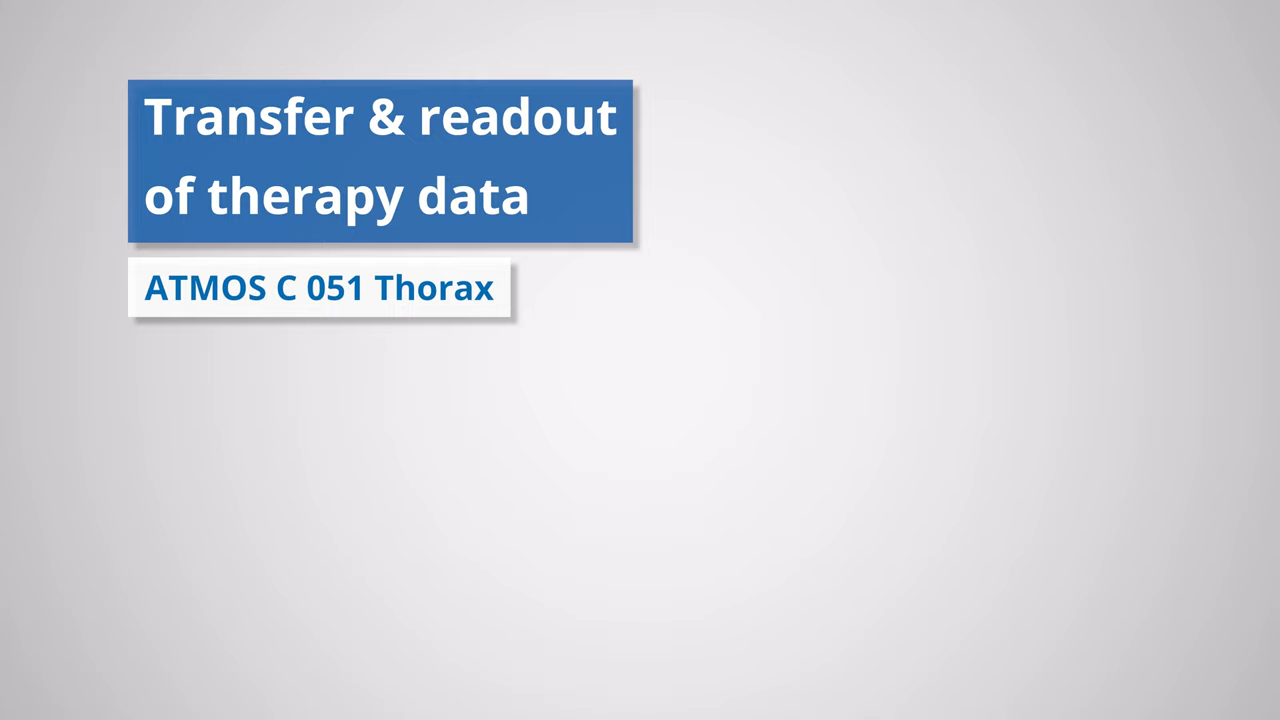 Transfer & readout
of therapy data
ATMOS C 051 Thorax